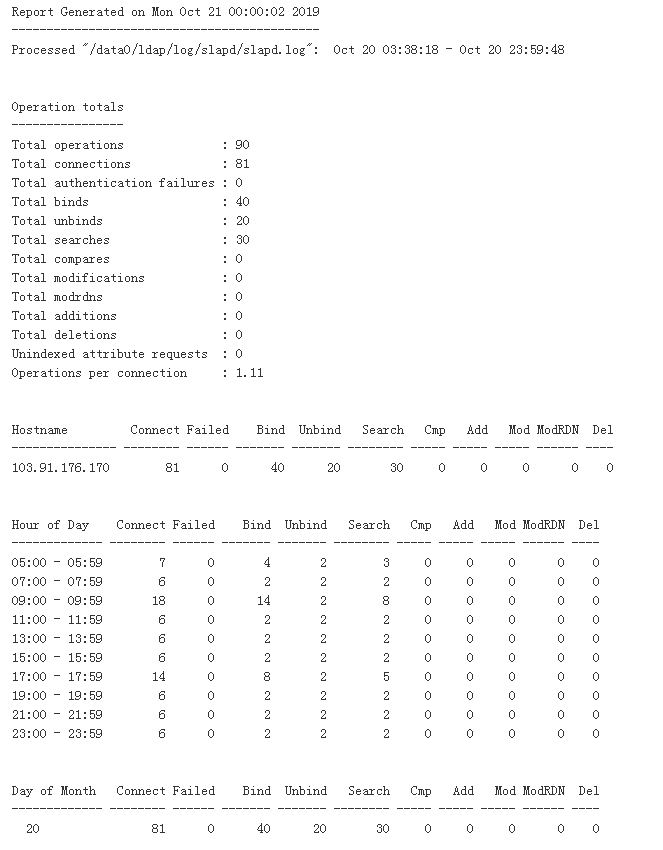 Report Generated on Mon Oct 21 00:00:02 2019
--------------------------------------------
Processed "/data0/ldap/log/slapd/slapd.log":  Oct 20 03:38:18 - Oct 20 23:59:48
Operation totals
----------------
Total operations              : 90
Total connections             : 81
Total authentication failures : 0
Total binds                   : 40
Total unbinds                 : 20
Total searches                : 30
Total compares                : 0
Total modifications           : 0
Total modrdns                 : 0
Total additions               : 0
Total deletions               : 0
Unindexed attribute requests  : 0
Operations per connection     : 1.11
Hostname         Connect Failed    Bind  Unbind   Search   Cmp   Add   Mod ModRDN  Del
--------------- -------- ------ ------- ------- -------- ----- ----- ----- ------ ----
103.91.176.170        81      0      40      20       30     0     0     0      0    0
Hour of Day    Connect Failed    Bind  Unbind   Search   Cmp   Add   Mod ModRDN  Del
------------- -------- ------ ------- ------- -------- ----- ----- ----- ------ ----
05:00 - 05:59        7      0       4       2        3     0     0     0      0    0
07:00 - 07:59        6      0       2       2        2     0     0     0      0    0
09:00 - 09:59       18      0      14       2        8     0     0     0      0    0
11:00 - 11:59        6      0       2       2        2     0     0     0      0    0
13:00 - 13:59        6      0       2       2        2     0     0     0      0    0
15:00 - 15:59        6      0       2       2        2     0     0     0      0    0
17:00 - 17:59       14      0       8       2        5     0     0     0      0    0
19:00 - 19:59        6      0       2       2        2     0     0     0      0    0
21:00 - 21:59        6      0       2       2        2     0     0     0      0    0
23:00 - 23:59        6      0       2       2        2     0     0     0      0    0
Day of Month   Connect Failed    Bind  Unbind   Search   Cmp   Add   Mod ModRDN  Del
------------- -------- ------ ------- ------- -------- ----- ----- ----- ------ ----
  20                81      0      40      20       30     0     0     0      0    0